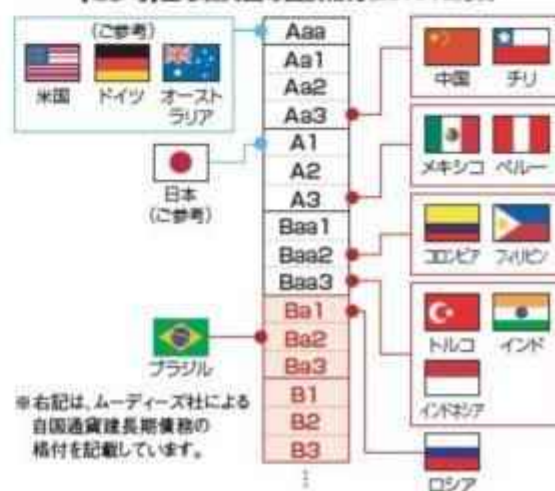 (ご参考)
米国
ドイツ
オースト
ラリア
日本
(ご参考)
ブラジル
※右記は、ムーディーズ社による
自国通貨建長期債務の
格付を記載しています。
Aaa
Aa1
Aa2
Aa3
A1
A2
A3
Baa1
Baa2
Baa3
Ba1
Ba2
Ba3
B1
B2
B3
⋮
中国
チリ
メキシコ
ペルー
コロンビア
フィリピン
トルコ
インド
インドネシア
ロシア